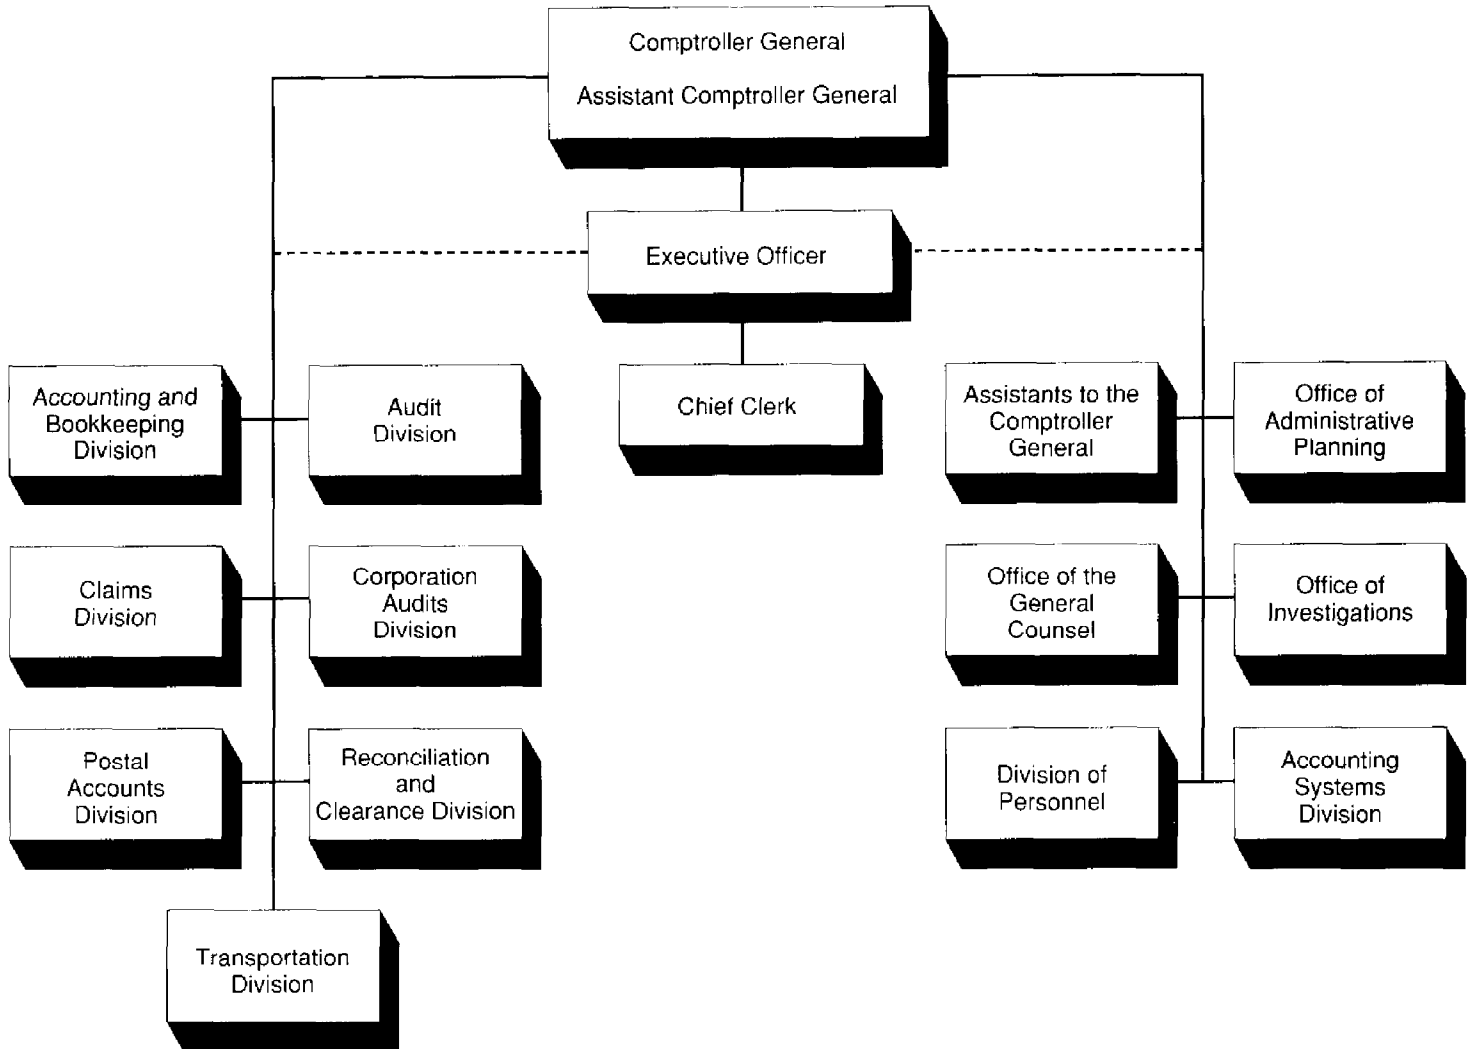 Comptroller General
Assistant Comptroller General
Executive Officer
Chief Clerk
Accounting and
Bookkeeping
Division
Audit
Division
Claims
Division
Corporation
Audits
Division
Postal
Accounts
Division
Reconciliation
and
Clearance Division
Transportation
Division
Assistants to the
Comptroller
General
Office of
Administrative
Planning
Office of the
General
Counsel
Office of
Investigations
Division of
Personnel
Accounting
Systems
Division